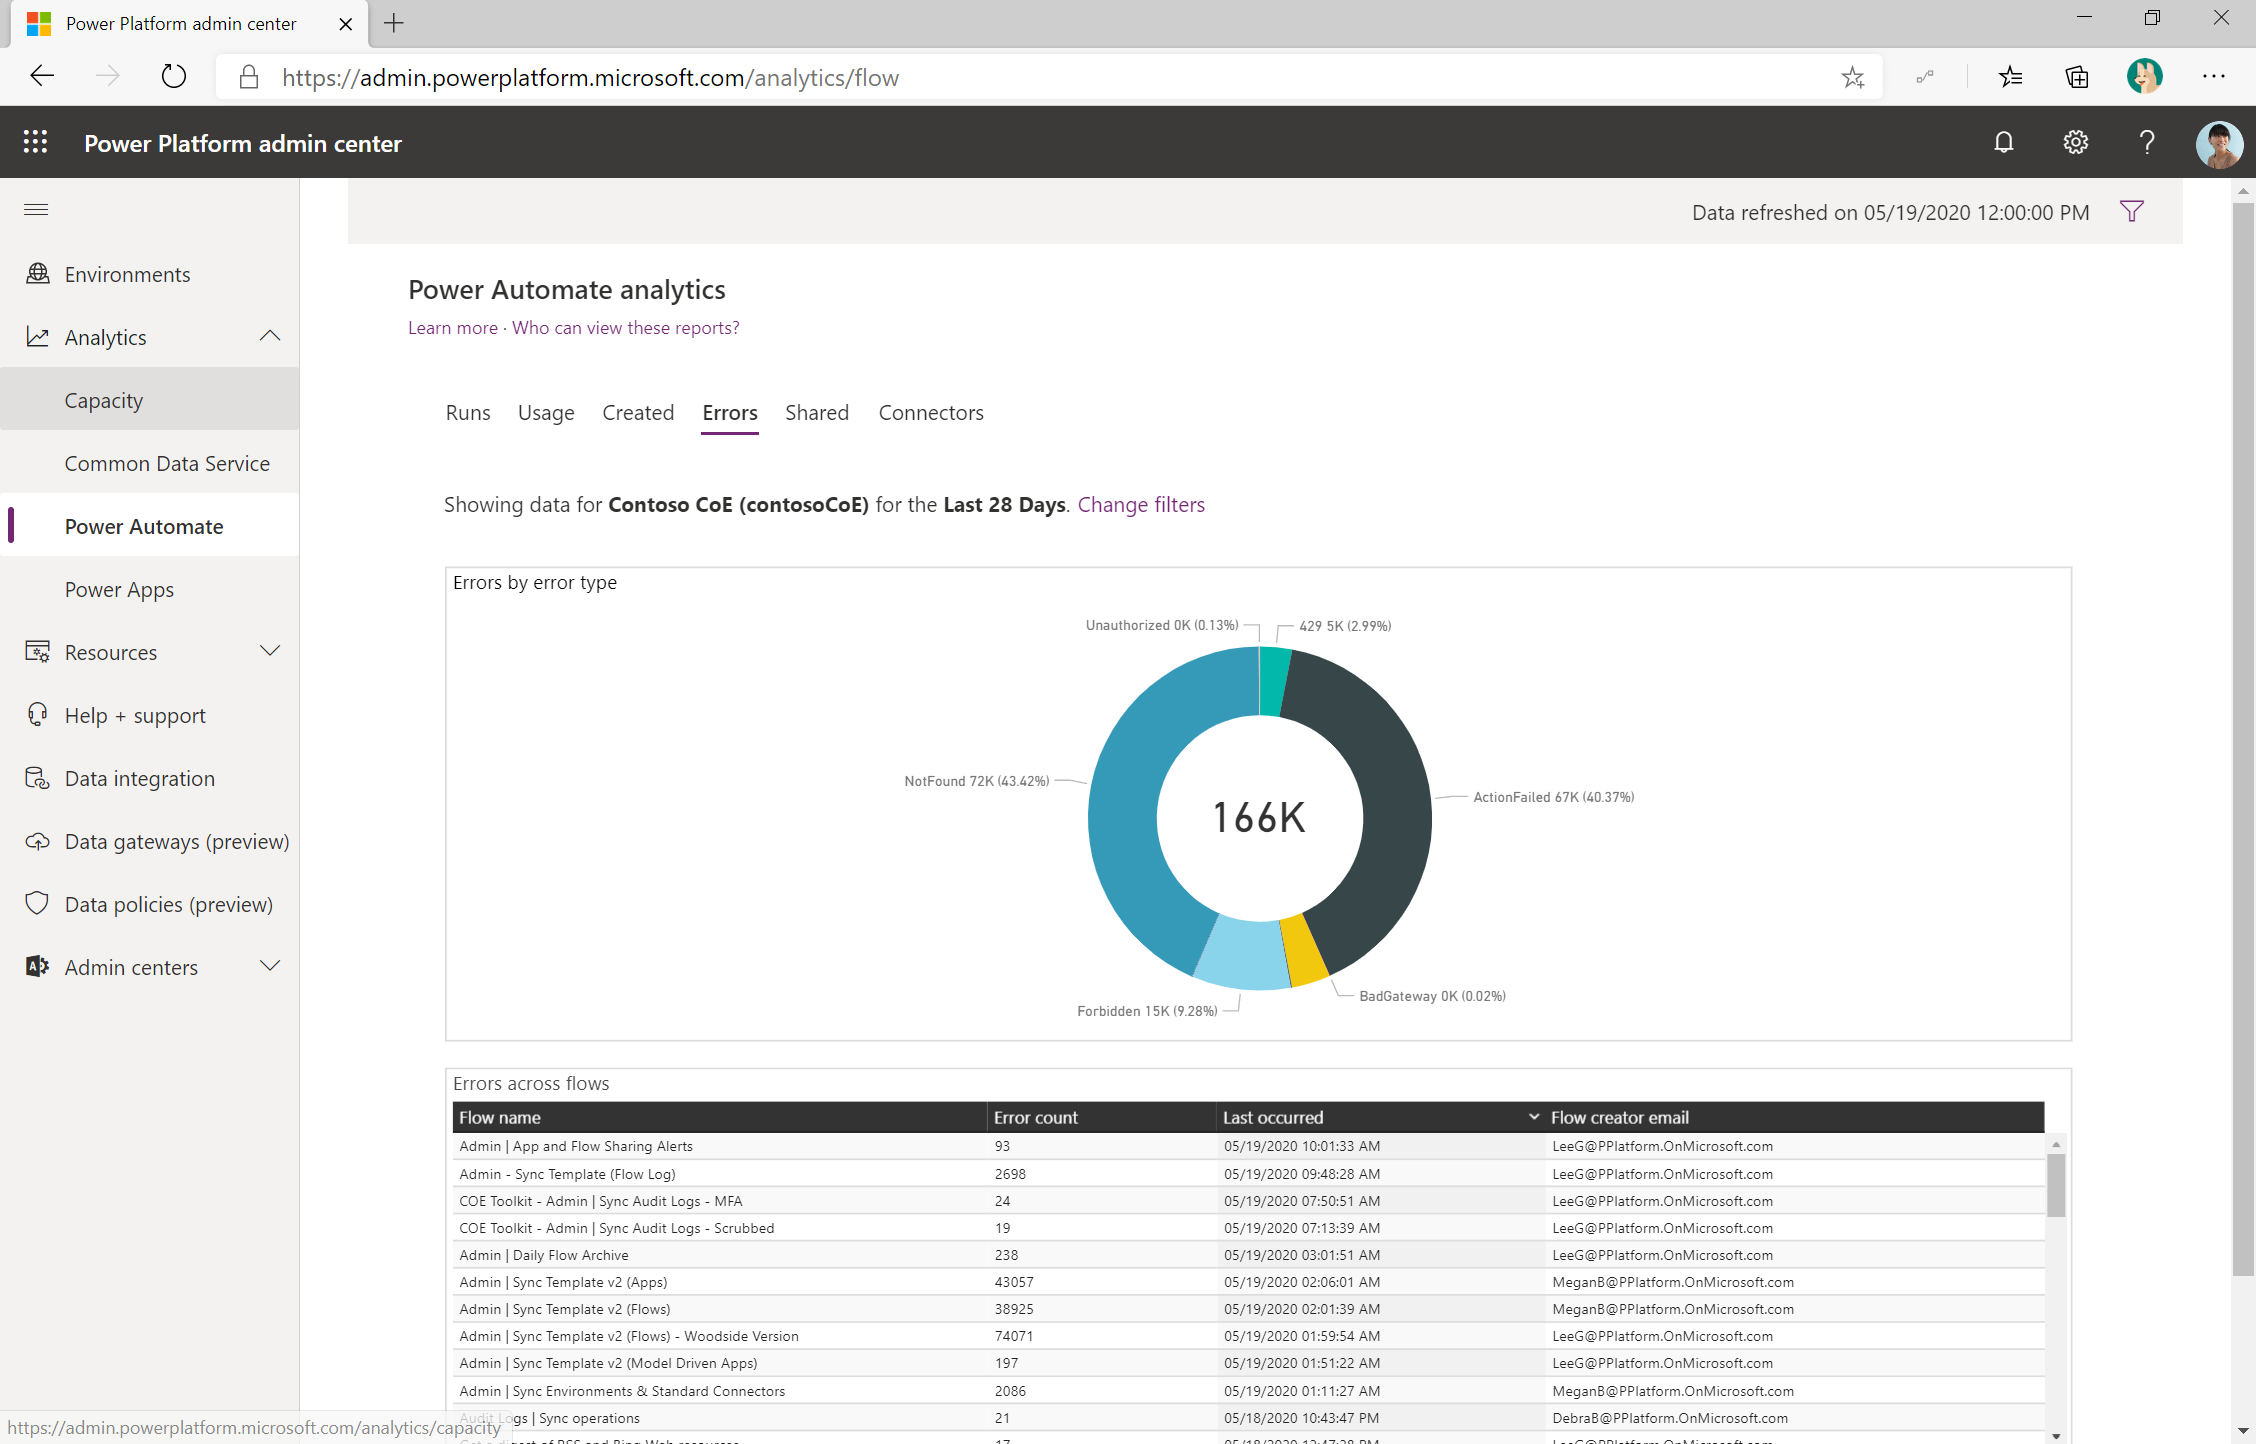 Power Platform admin center
https://admin.powerplatform.microsoft.com/analytics/flow
Power Platform admin center
Data refreshed on 05/19/2020 12:00:00 PM
Environments
Analytics
Capacity
Common Data Service
Power Automate
Power Apps
Resources
Help + support
Data integration
Data gateways (preview)
Data policies (preview)
Admin centers
Power Automate analytics
Learn more · Who can view these reports?
Runs Usage Created Errors Shared Connectors
Showing data for Contoso CoE (contosoCoE) for the Last 28 Days. Change filters
Errors by error type
Unauthorized 0K (0.13%)
429 5K (2.99%)
NotFound 72K (43.42%)
166K
ActionFailed 67K (40.37%)
BadGateway 0K (0.02%)
Forbidden 15K (9.28%)
Errors across flows
Flow name Error count Last occurred Flow creator email
Admin | App and Flow Sharing Alerts 93 05/19/2020 10:01:33 AM LeeG@PPlatform.OnMicrosoft.com
Admin - Sync Template (Flow Log) 2698 05/19/2020 09:48:28 AM LeeG@PPlatform.OnMicrosoft.com
COE Toolkit - Admin | Sync Audit Logs - MFA 24 05/19/2020 07:50:51 AM LeeG@PPlatform.OnMicrosoft.com
COE Toolkit - Admin | Sync Audit Logs - Scrubbed 19 05/19/2020 07:13:39 AM LeeG@PPlatform.OnMicrosoft.com
Admin | Daily Flow Archive 238 05/19/2020 03:01:51 AM LeeG@PPlatform.OnMicrosoft.com
Admin | Sync Template v2 (Apps) 43057 05/19/2020 02:06:01 AM MeganB@PPlatform.OnMicrosoft.com
Admin | Sync Template v2 (Flows) 38925 05/19/2020 02:01:39 AM MeganB@PPlatform.OnMicrosoft.com
Admin | Sync Template v2 (Flows) - Woodside Version 74071 05/19/2020 01:59:54 AM LeeG@PPlatform.OnMicrosoft.com
Admin | Sync Template v2 (Model Driven Apps) 197 05/19/2020 01:51:22 AM LeeG@PPlatform.OnMicrosoft.com
Admin | Sync Environments & Standard Connectors 2086 05/19/2020 01:11:27 AM MeganB@PPlatform.OnMicrosoft.com
Audit Logs | Sync operations 21 05/18/2020 10:43:47 PM DebraB@PPlatform.OnMicrosoft.com
https://admin.powerplatform.microsoft.com/analytics/capacity